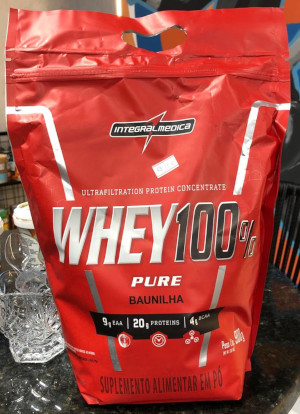 INTEGRALMEDICA
ULTRAFILTRATION PROTEIN CONCENTRATE
WHEY100%
PURE
BAUNILHA
9g EAA | 20g PROTEINS | 4g BCAA
SUPLEMENTO ALIMENTAR EM PÓ